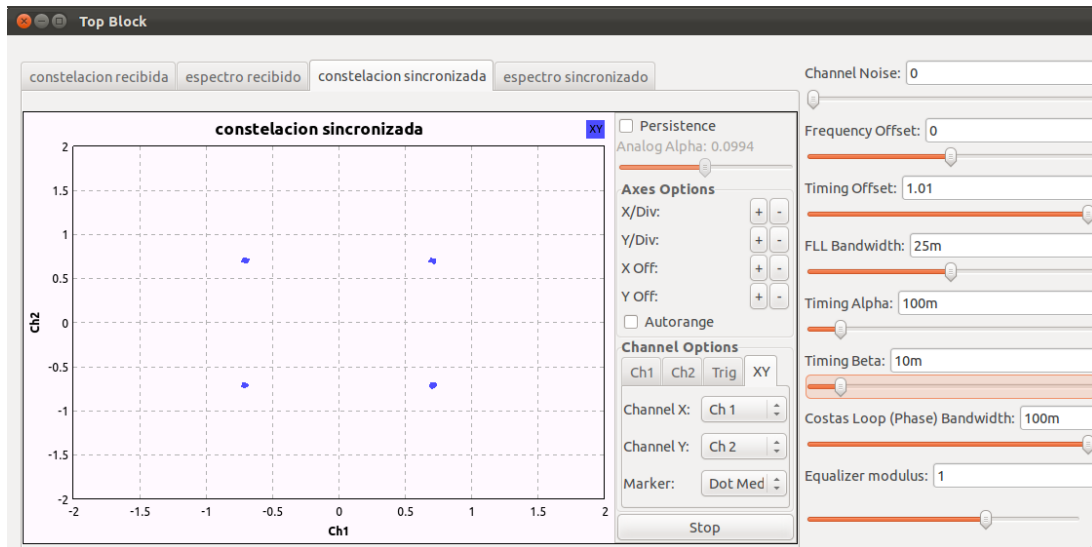 Top Block
constelacion recibida espectro recibido constelacion sincronizada espectro sincronizado
constelacion sincronizada XY
2
1.5
1
0.5
0
-0.5
-1
-1.5
-2
Ch2
-2 -1.5 -1 -0.5 0 0.5 1 1.5 2
Ch1
Persistence
Analog Alpha: 0.0994
Axes Options
X/Div: + -
Y/Div: + -
X Off: + -
Y Off: + -
Autorange
Channel Options
Ch1 Ch2 Trig XY
Channel X: Ch 1
Channel Y: Ch 2
Marker: Dot Med
Stop
Channel Noise: 0
Frequency Offset: 0
Timing Offset: 1.01
FLL Bandwidth: 25m
Timing Alpha: 100m
Timing Beta: 10m
Costas Loop (Phase) Bandwidth: 100m
Equalizer modulus: 1